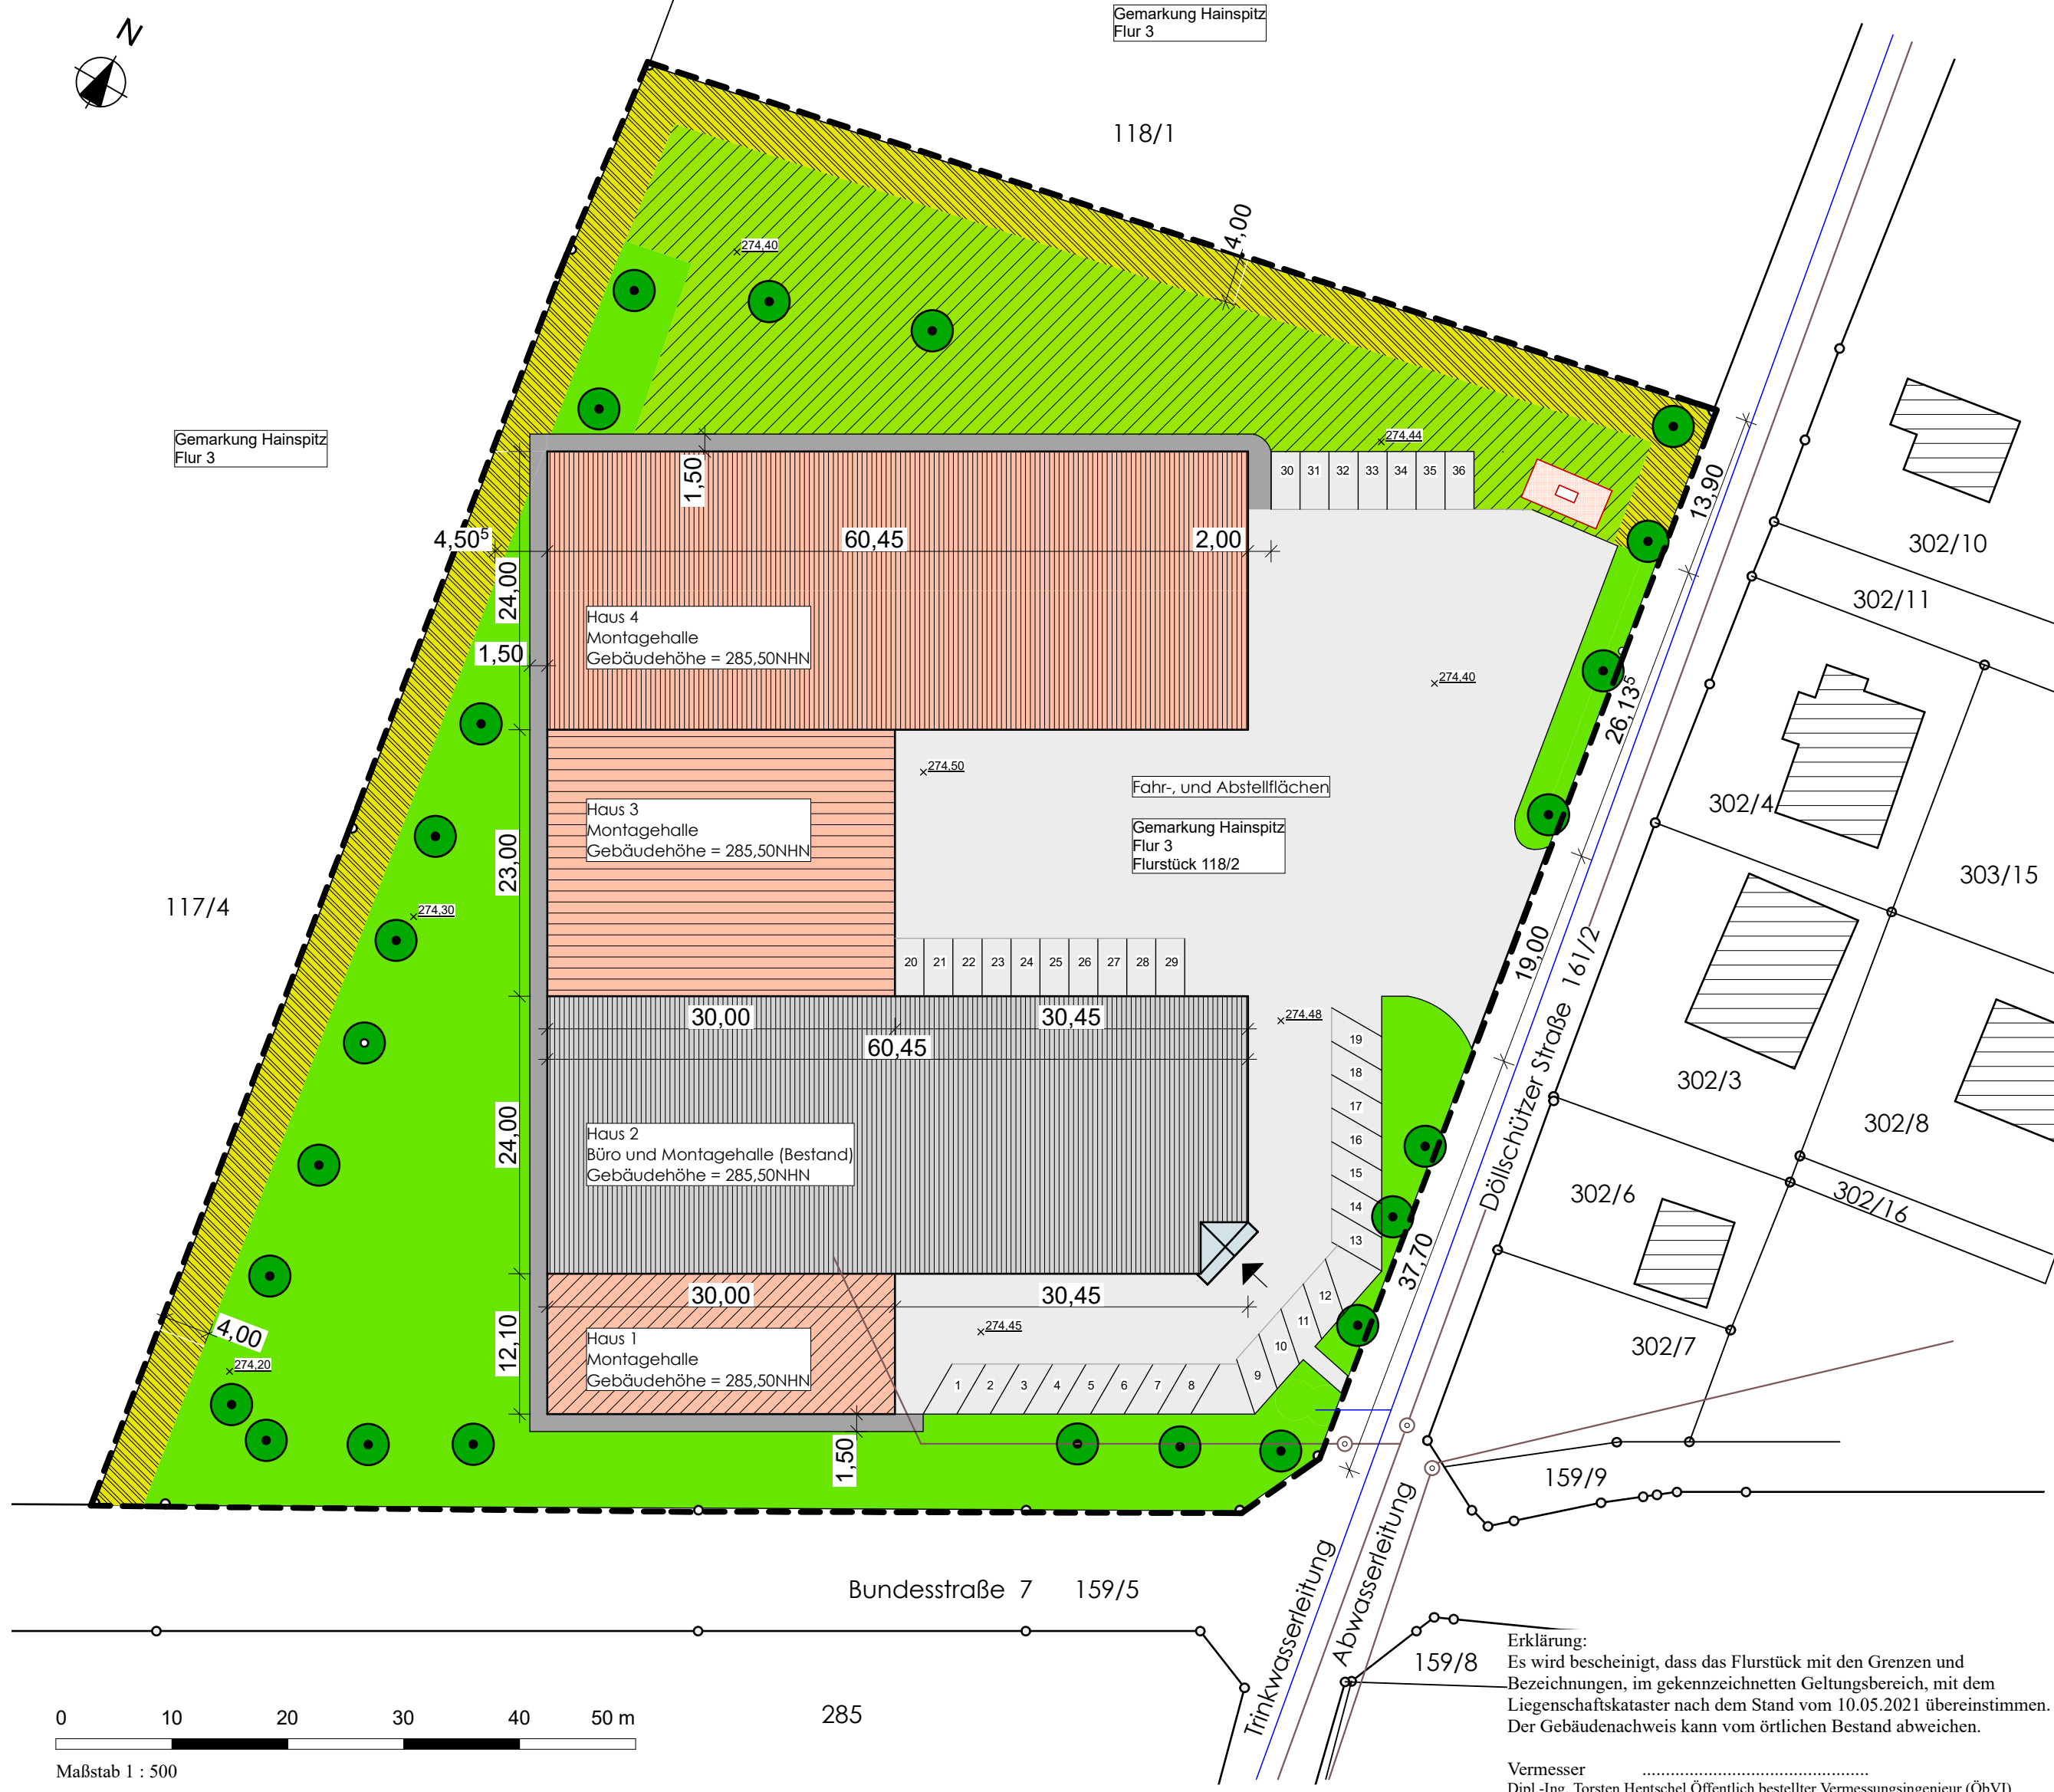 N
Gemarkung Hainspitz
Flur 3
118/1
4,00
274,40
Gemarkung Hainspitz
Flur 3
274,44
1,50
30 31 32 33 34 35 36
13,90
302/10
4,50⁵
60,45
2,00
24,00
302/11
Haus 4
Montagehalle
Gebäudehöhe = 285,50NHN
1,50
274,40
26,13⁵
274,50
Fahr-, und Abstellflächen
302/4
Haus 3
Montagehalle
Gebäudehöhe = 285,50NHN
Gemarkung Hainspitz
Flur 3
Flurstück 118/2
23,00
303/15
117/4
274,30
20 21 22 23 24 25 26 27 28 29
19,00
Döllschützer Straße 161/2
30,00
30,45
274,48
60,45
19
18
17
16
15
14
13
302/3
302/8
24,00
Haus 2
Büro und Montagehalle (Bestand)
Gebäudehöhe = 285,50NHN
302/6
302/16
37,70
30,00
30,45
12
11
10
9
4,00
274,20
12,10
Haus 1
Montagehalle
Gebäudehöhe = 285,50NHN
274,45
302/7
1 2 3 4 5 6 7 8
1,50
159/9
Bundesstraße 7 159/5
Trinkwasserleitung
Abwasserleitung
159/8
285
0 10 20 30 40 50 m
Maßstab 1 : 500
Erklärung:
Es wird bescheinigt, dass das Flurstück mit den Grenzen und
Bezeichnungen, im gekennzeichnetten Geltungsbereich, mit dem
Liegenschaftskataster nach dem Stand vom 10.05.2021 übereinstimmen.
Der Gebäudenachweis kann vom örtlichen Bestand abweichen.
Vermesser ................................................
Dipl.-Ing. Torsten Hentschel Öffentlich bestellter Vermessungsingenieur (ÖbVI)